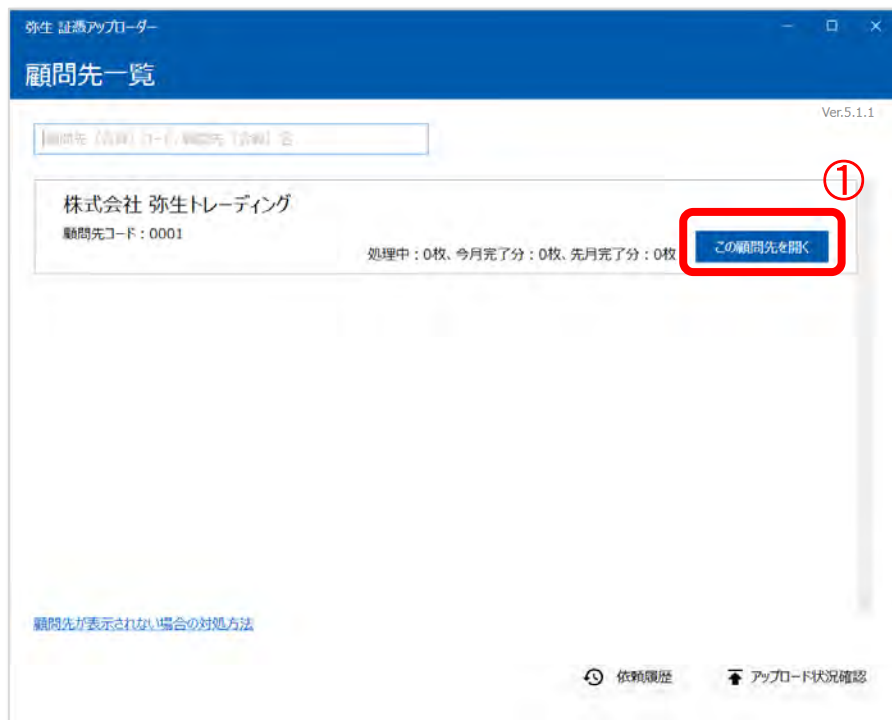 弥生 証憑アップローダー
顧問先一覧
Ver.5.1.1
①
株式会社 弥生トレーディング
顧問先コード：0001
処理中：0枚、今月完了分：0枚、先月完了分：0枚
この顧問先を開く
顧問先が表示されない場合の対処方法
依頼履歴
アップロード状況確認